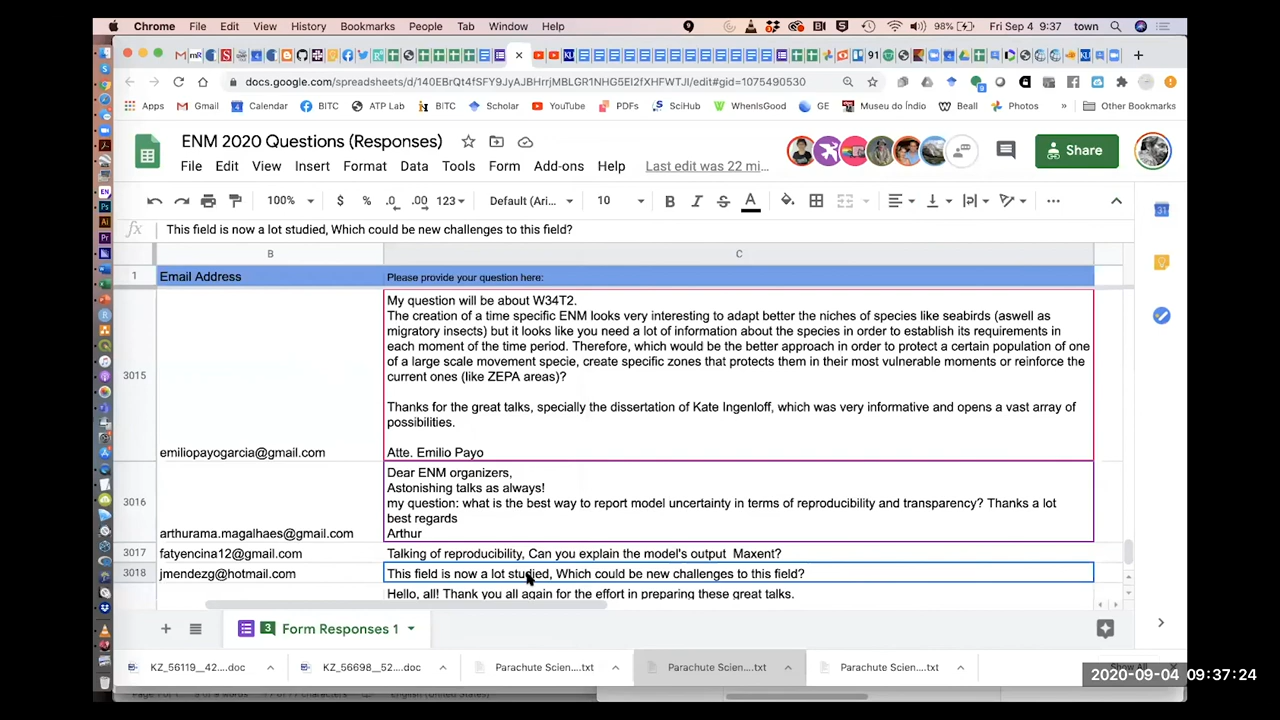 Chrome File Edit View History Bookmarks People Tab Window Help 98% Fri Sep 4 9:37 town
docs.google.com/spreadsheets/d/140EBrQt4fSFY9JyAJBHrrjMBLGR1NHG5EI2fXHFWTJI/edit#gid=1075490530
Apps Gmail Calendar BITC ATP Lab BITC Scholar YouTube PDFs SciHub WhenIsGood GE Museu do Índio Beall Photos » Other Bookmarks
ENM 2020 Questions (Responses)
Share
File Edit View Insert Format Data Tools Form Add-ons Help Last edit was 22 mi...
100% $ % .0 .00 123 Default (Ari... 10 B I S A
fx This field is now a lot studied, Which could be new challenges to this field?
B C
1 Email Address Please provide your question here:
My question will be about W34T2.
The creation of a time specific ENM looks very interesting to adapt better the niches of species like seabirds (aswell as
migratory insects) but it looks like you need a lot of information about the species in order to establish its requirements in
each moment of the time period. Therefore, which would be the better approach in order to protect a certain population of one
of a large scale movement specie, create specific zones that protects them in their most vulnerable moments or reinforce the
current ones (like ZEPA areas)?
3015
Thanks for the great talks, specially the dissertation of Kate Ingenloff, which was very informative and opens a vast array of
possibilities.
emiliopayogarcia@gmail.com Atte. Emilio Payo
Dear ENM organizers,
Astonishing talks as always!
3016 my question: what is the best way to report model uncertainty in terms of reproducibility and transparency? Thanks a lot
best regards
arthurama.magalhaes@gmail.com Arthur
3017 fatyencina12@gmail.com Talking of reproducibility, Can you explain the model's output Maxent?
3018 jmendezg@hotmail.com This field is now a lot studied, Which could be new challenges to this field?
Hello, all! Thank you all again for the effort in preparing these great talks.
3 Form Responses 1
KZ_56119__42....doc KZ_56698__52....doc Parachute Scien....txt Parachute Scien....txt Parachute Scien....txt Show All
2020-09-04 09:37:24